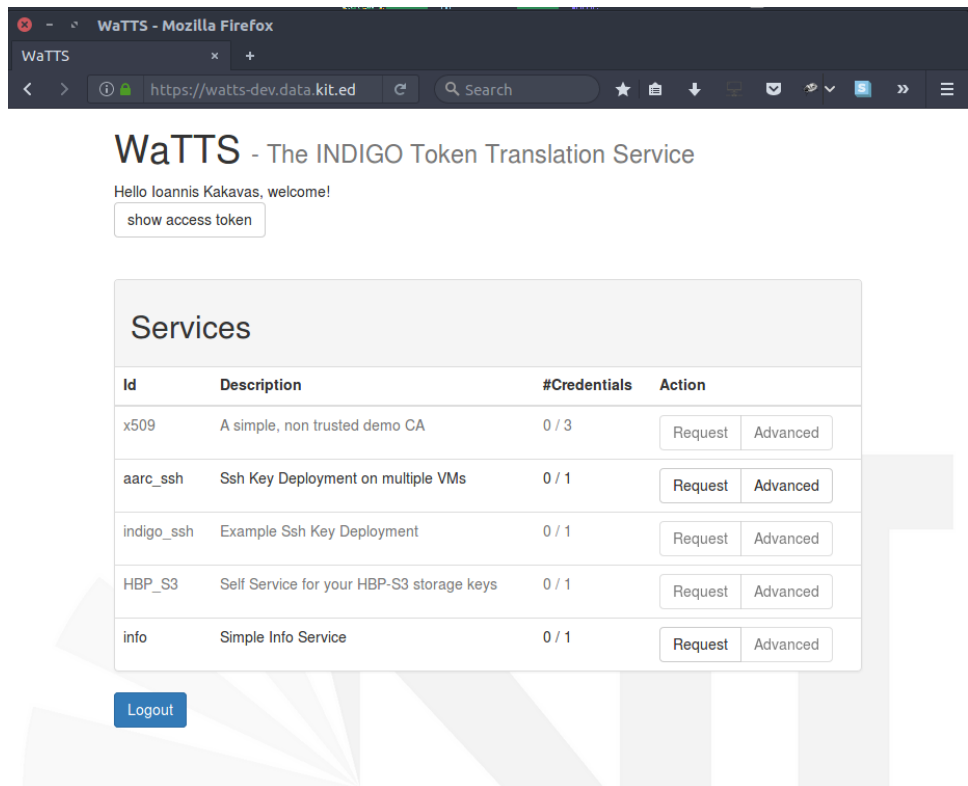 WaTTS - Mozilla Firefox
WaTTS × +
https://watts-dev.data.kit.ed Search S
WaTTS - The INDIGO Token Translation Service
Hello Ioannis Kakavas, welcome!
show access token
Services
Id Description #Credentials Action
x509 A simple, non trusted demo CA 0 / 3 Request Advanced
aarc_ssh Ssh Key Deployment on multiple VMs 0 / 1 Request Advanced
indigo_ssh Example Ssh Key Deployment 0 / 1 Request Advanced
HBP_S3 Self Service for your HBP-S3 storage keys 0 / 1 Request Advanced
info Simple Info Service 0 / 1 Request Advanced
Logout